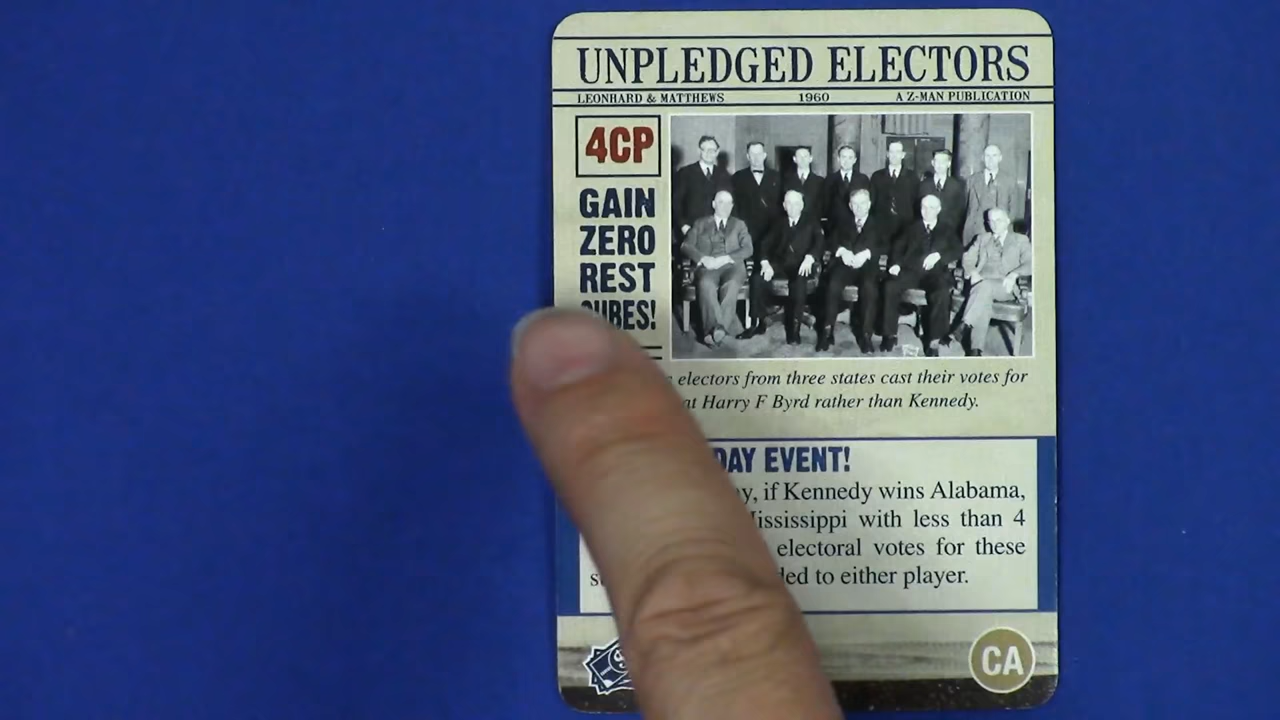 UNPLEDGED ELECTORS
LEONHARD & MATTHEWS 1960 A Z-MAN PUBLICATION
4CP
GAIN
ZERO
REST
CUBES!
electors from three states cast their votes for
Harry F Byrd rather than Kennedy.
DAY EVENT!
if Kennedy wins Alabama,
Mississippi with less than 4
electoral votes for these
to either player.
CA